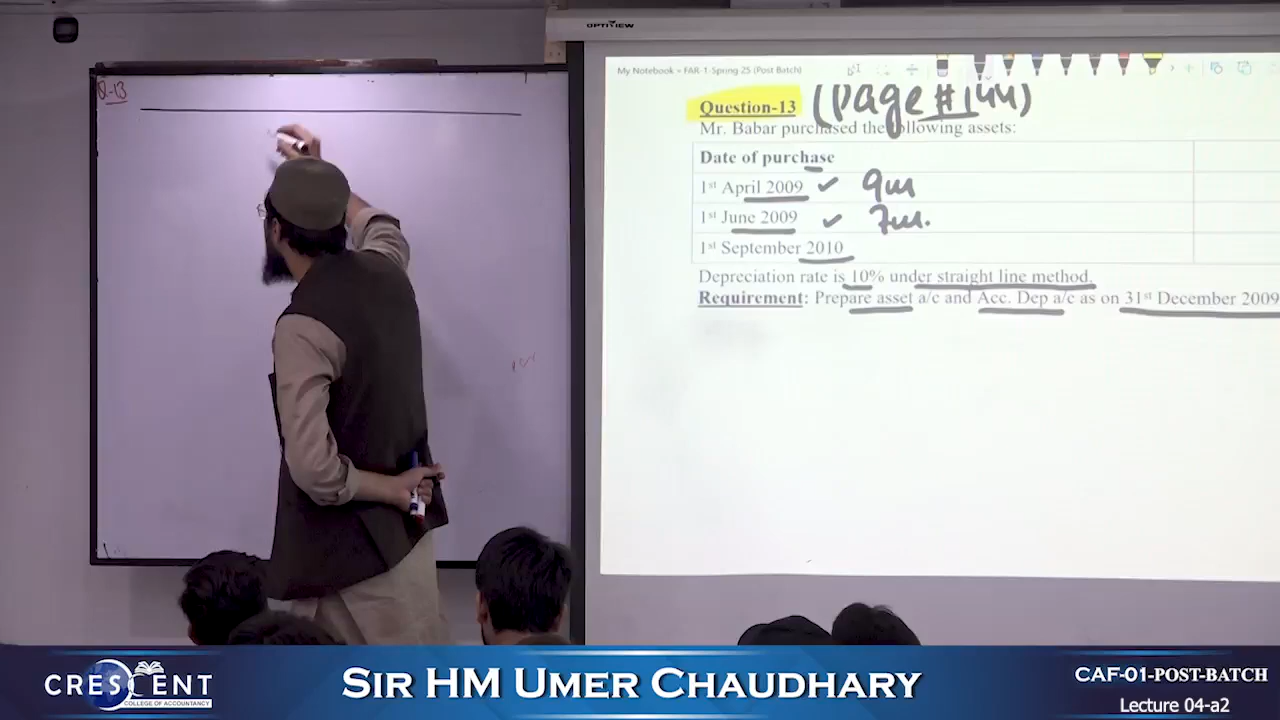 OPTIVIEW
Q-13
My Notebook » FAR-1-Spring-25 (Post Batch)
Question-13 (Page #144)
Mr. Babar purchased the following assets:
Date of purchase
1st April 2009 ✓ 9m
1st June 2009 ✓ 7m.
1st September 2010
Depreciation rate is 10% under straight line method.
Requirement: Prepare asset a/c and Acc. Dep a/c as on 31st December 2009
CRESCENT
COLLEGE OF ACCOUNTANCY
SIR HM UMER CHAUDHARY
CAF-01-POST-BATCH
Lecture 04-a2